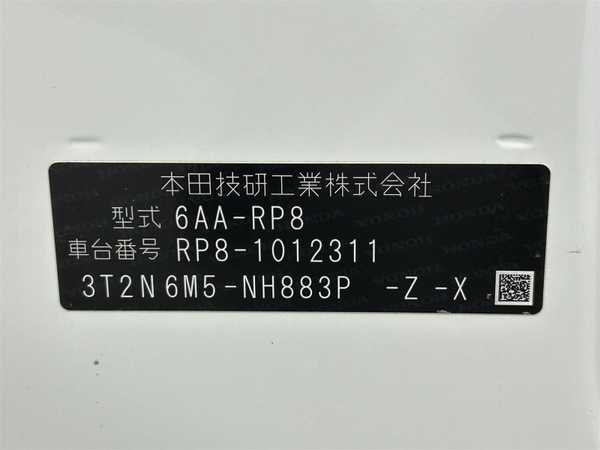 本田技研工業株式会社
型式 6AA-RP8
車台番号 RP8-1012311
3T2N6M5-NH883P -Z-X